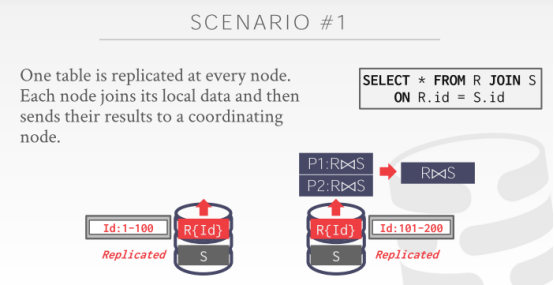 SCENARIO #1
One table is replicated at every node.
Each node joins its local data and then
sends their results to a coordinating
node.
SELECT * FROM R JOIN S
ON R.id = S.id
P1:R⋈S
P2:R⋈S
R⋈S
Id:1-100
R{Id}
Replicated
S
R{Id}
Id:101-200
S
Replicated